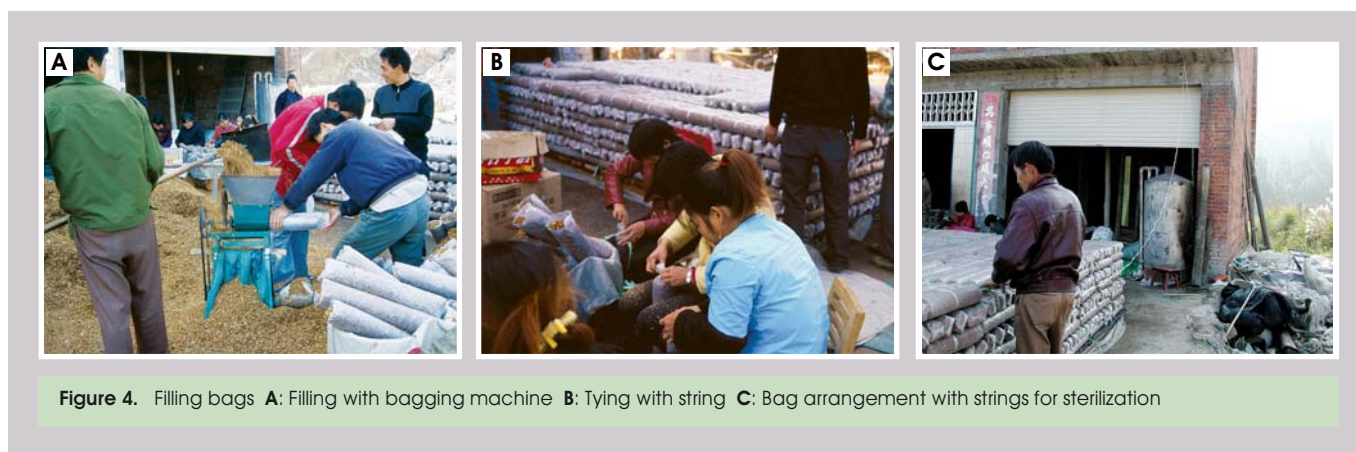 A
B
C
Figure 4. Filling bags A: Filling with bagging machine B: Tying with string C: Bag arrangement with strings for sterilization